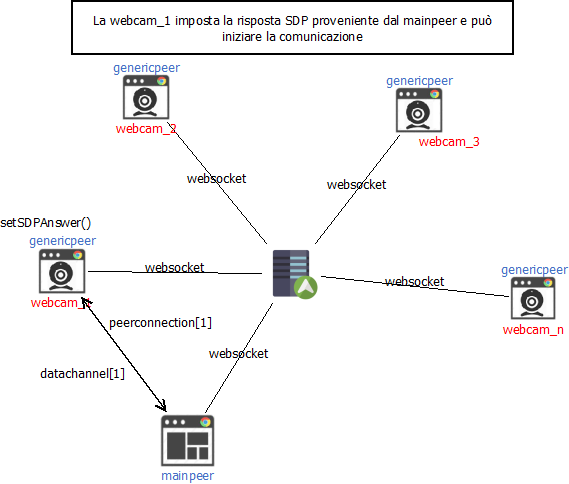 La webcam_1 imposta la risposta SDP proveniente dal mainpeer e può
iniziare la comunicazione
genericpeer
webcam_2
genericpeer
webcam_3
websocket
websocket
setSDPAnswer()
genericpeer
webcam_
websocket
genericpeer
webcam_n
websocket
peerconnection[1]
websocket
datachannel[1]
mainpeer